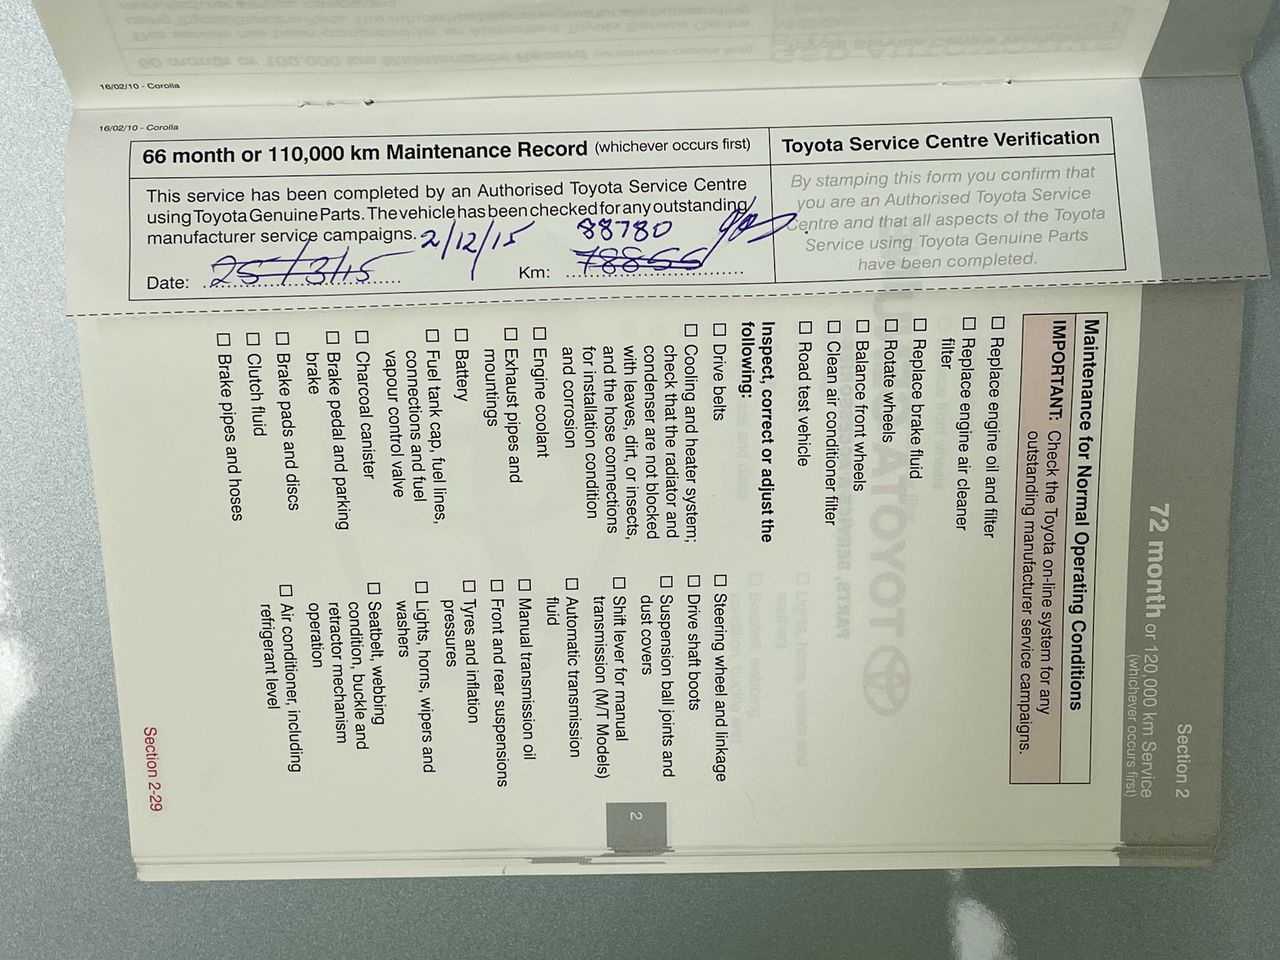 16/02/10 - Corolla
16/02/10 - Corolla
66 month or 110,000 km Maintenance Record (whichever occurs first)
This service has been completed by an Authorised Toyota Service Centre
using Toyota Genuine Parts. The vehicle has been checked for any outstanding
manufacturer service campaigns. 2/12/15 88780
Date: 25/3/15 Km: 78855
Toyota Service Centre Verification
By stamping this form you confirm that
you are an Authorised Toyota Service
Centre and that all aspects of the Toyota
Service using Toyota Genuine Parts
have been completed.
Section 2
72 month or 120,000 km Service
(whichever occurs first)
Maintenance for Normal Operating Conditions
IMPORTANT: Check the Toyota on-line system for any
outstanding manufacturer service campaigns.
☐ Replace engine oil and filter
☐ Replace engine air cleaner
filter
☐ Replace brake fluid
☐ Rotate wheels
☐ Balance front wheels
☐ Clean air conditioner filter
☐ Road test vehicle
Inspect, correct or adjust the
following:
☐ Drive belts
☐ Cooling and heater system;
check that the radiator and
condenser are not blocked
with leaves, dirt, or insects,
and the hose connections
for installation condition
and corrosion
☐ Engine coolant
☐ Exhaust pipes and
mountings
☐ Battery
☐ Fuel tank cap, fuel lines,
connections and fuel
vapour control valve
☐ Charcoal canister
☐ Brake pedal and parking
brake
☐ Brake pads and discs
☐ Clutch fluid
☐ Brake pipes and hoses
☐ Steering wheel and linkage
☐ Drive shaft boots
☐ Suspension ball joints and
dust covers
☐ Shift lever for manual
transmission (M/T Models)
☐ Automatic transmission
fluid
☐ Manual transmission oil
☐ Front and rear suspensions
☐ Tyres and inflation
pressures
☐ Lights, horns, wipers and
washers
☐ Seatbelt, webbing
condition, buckle and
retractor mechanism
operation
☐ Air conditioner, including
refrigerant level
2
Section 2-29